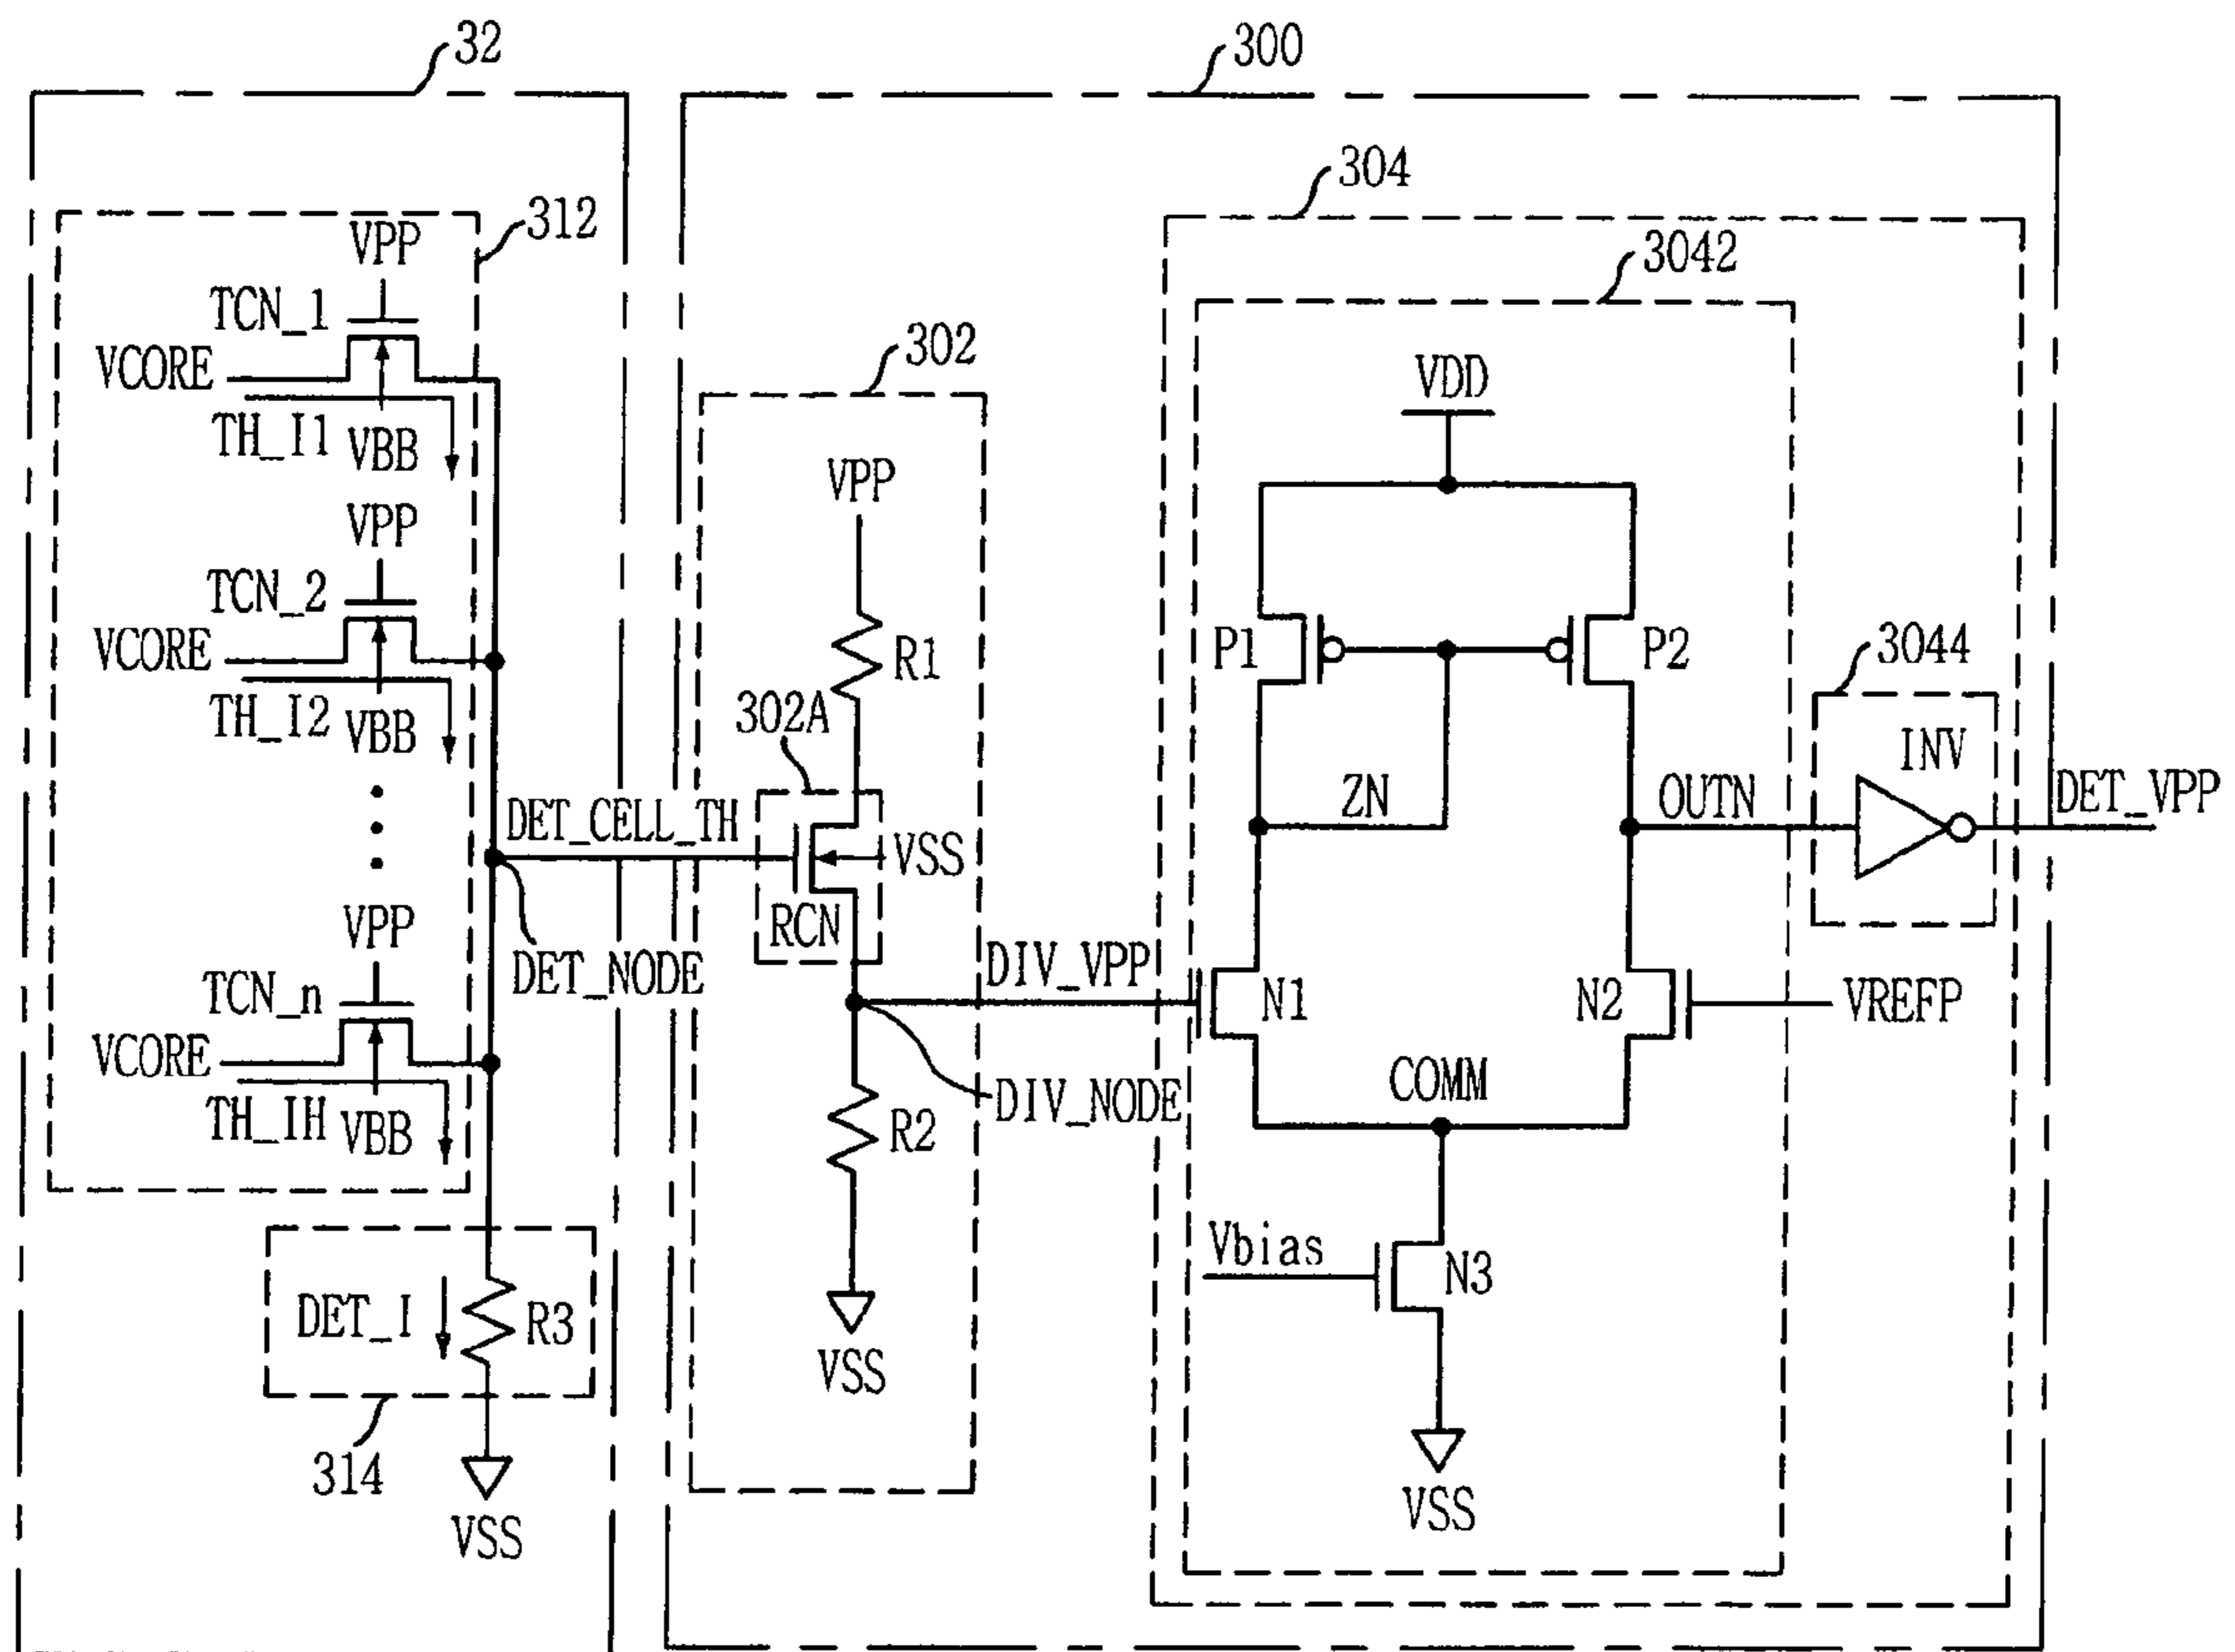 32
300
304
312
3042
VPP
TCN_1
VCORE
TH_I1
VBB
302
VDD
VPP
VPP
TCN_2
VCORE
TH_I2
VBB
R1
P1
P2
3044
302A
INV
ZN
OUTN
DET_VPP
DET_CELL_TH
VSS
RCN
VPP
TCN_n
VCORE
TH_IH
VBB
DET_NODE
DIV_VPP
N1
N2
VREFP
DIV_NODE
COMM
R2
Vbias
N3
DET_I
R3
VSS
314
VSS
VSS